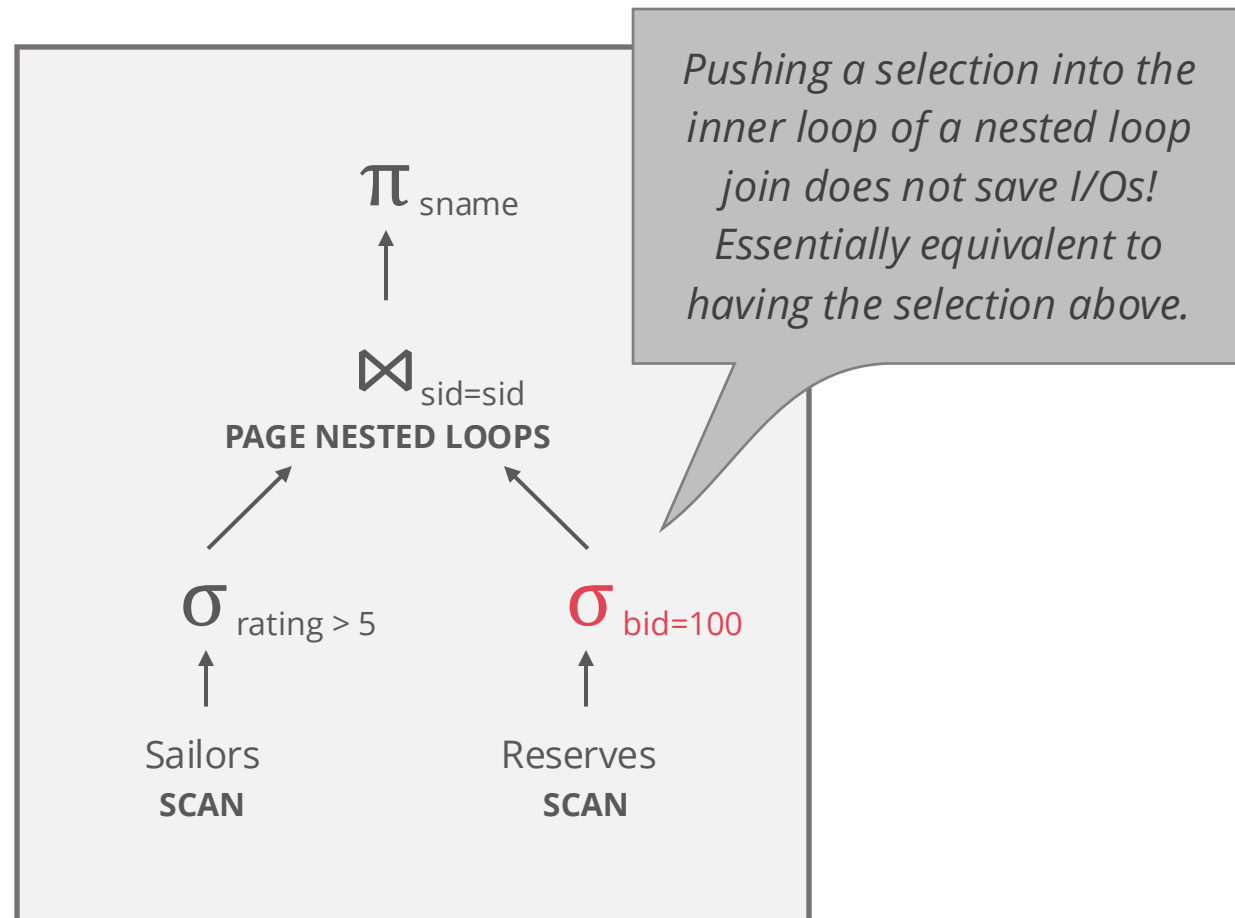 Pushing a selection into the
inner loop of a nested loop
join does not save I/Os!
Essentially equivalent to
having the selection above.
π sname
⋈ sid=sid
PAGE NESTED LOOPS
σ rating > 5
σ bid=100
Sailors
SCAN
Reserves
SCAN